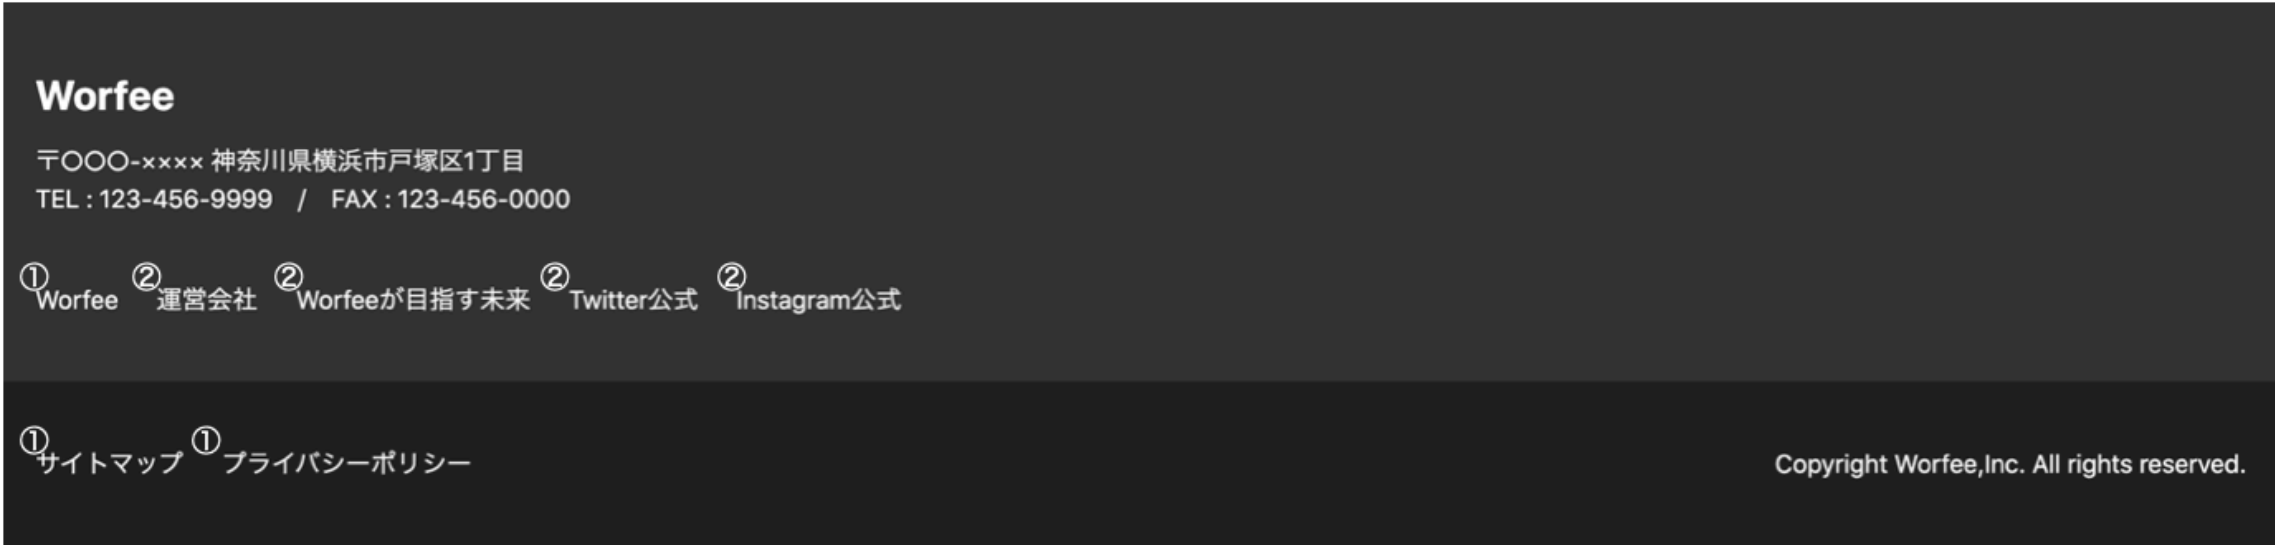 Worfee
〒〇〇〇-×××× 神奈川県横浜市戸塚区1丁目
TEL : 123-456-9999　/　FAX : 123-456-0000
①Worfee ②運営会社 ②Worfeeが目指す未来 ②Twitter公式 ②Instagram公式
①サイトマップ ①プライバシーポリシー Copyright Worfee,Inc. All rights reserved.